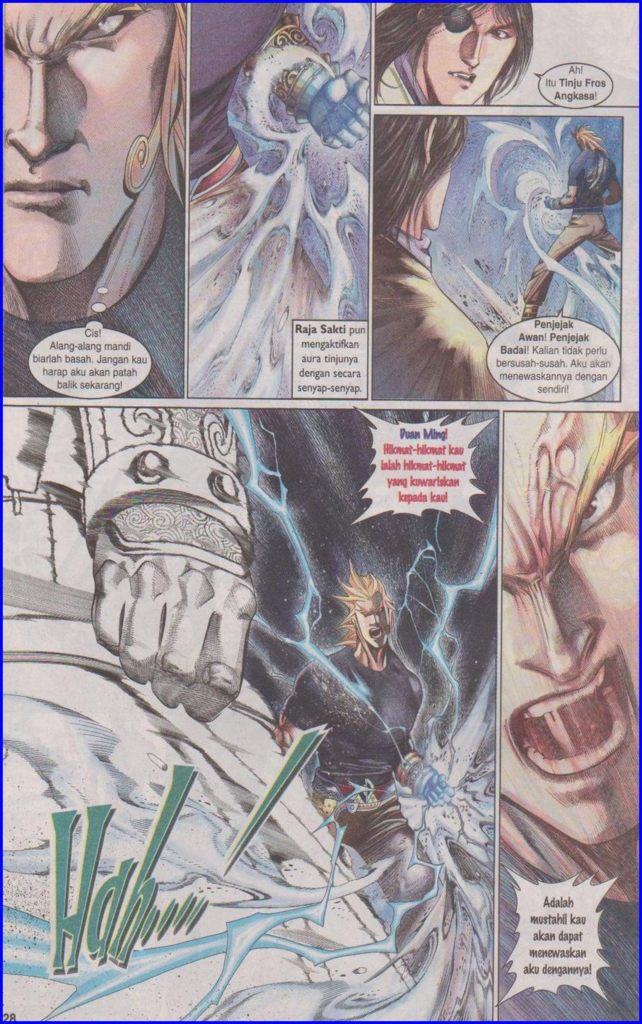 Cis!
Alang-alang mandi
biarlah basah. Jangan kau
harap aku akan patah
balik sekarang!
Raja Sakti pun
mengaktifkan
aura tinjunya
dengan secara
senyap-senyap.
Ah!
Itu Tinju Fros
Angkasa!
Penjejak
Awan! Penjejak
Badai! Kalian tidak perlu
bersusah-susah. Aku akan
menewaskannya dengan
sendiri!
Duan Ming!
Hikmat-hikmat kau
ialah hikmat-hikmat
yang kuwariskan
kepada kau!
Hah!
Adalah
mustahil kau
akan dapat
menewaskan
aku dengannya!
28